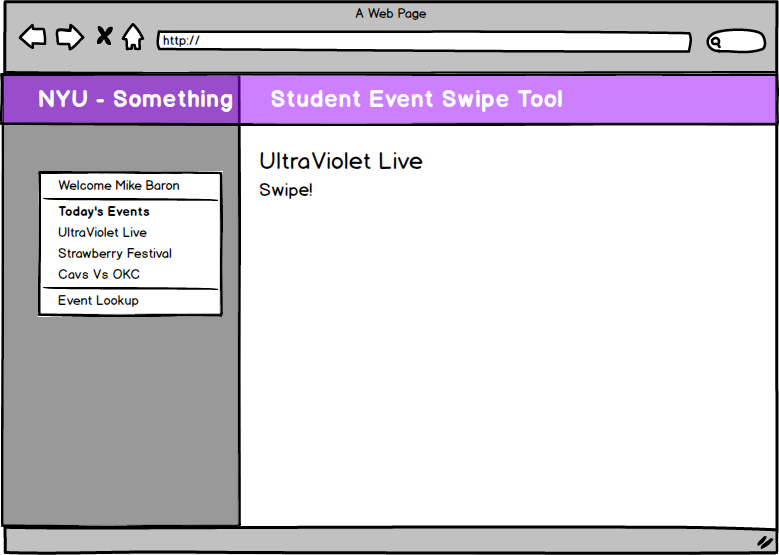 A Web Page
http://
NYU - Something
Student Event Swipe Tool
Welcome Mike Baron
Today's Events
UltraViolet Live
Strawberry Festival
Cavs Vs OKC
Event Lookup
UltraViolet Live
Swipe!